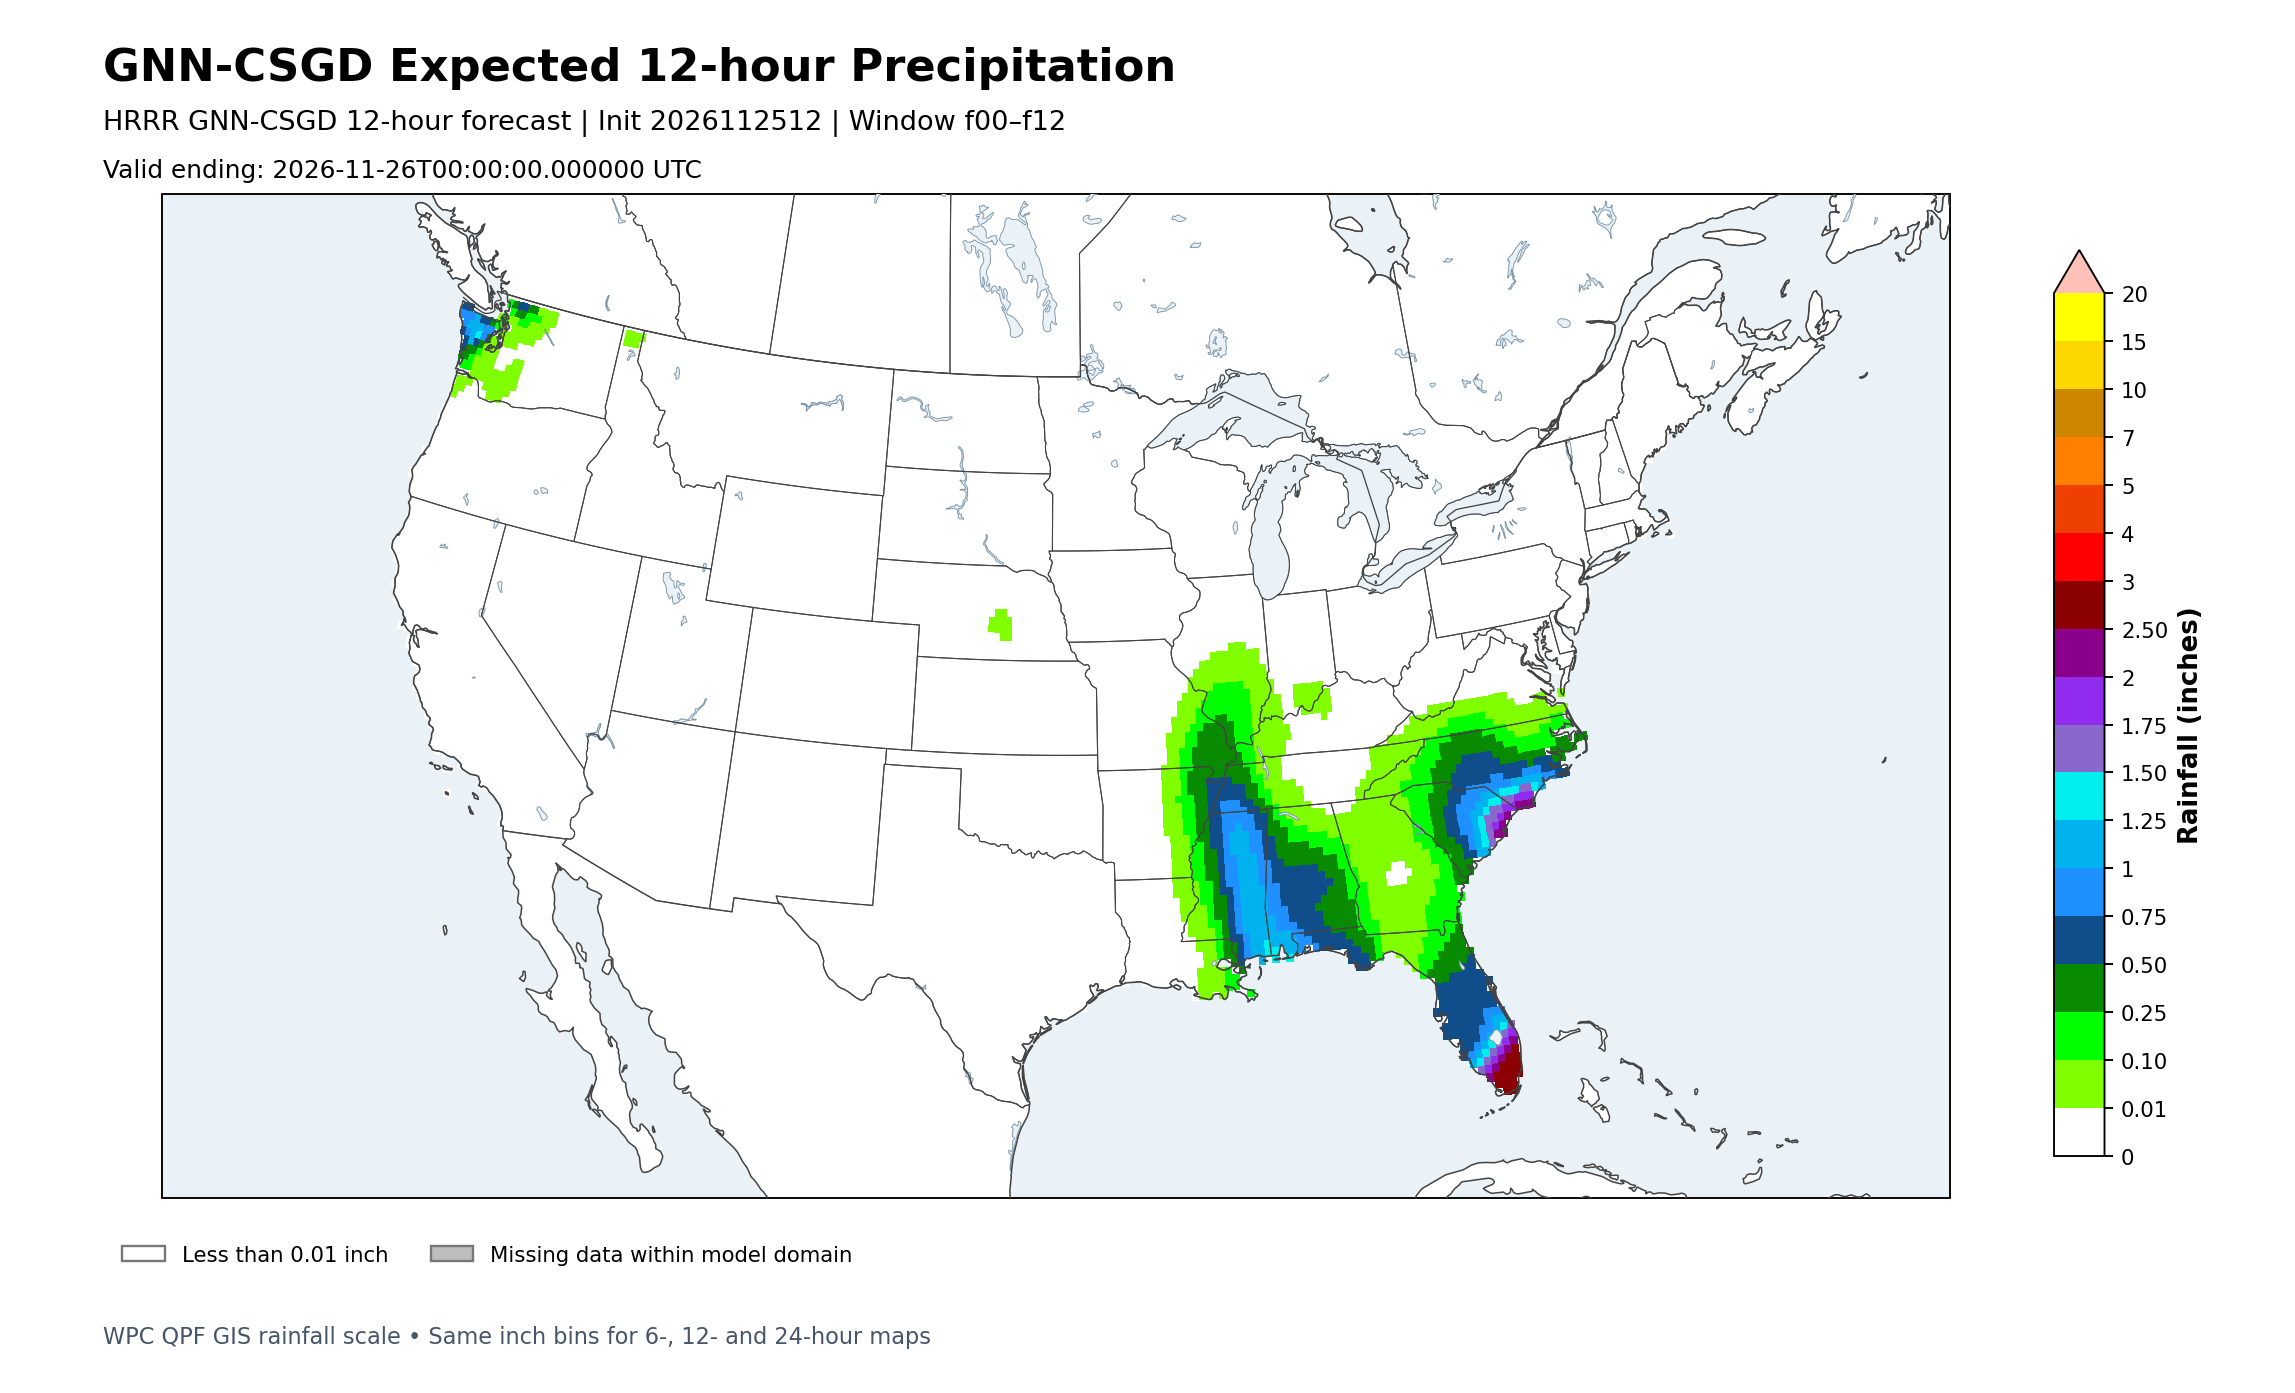 GNN-CSGD Expected 12-hour Precipitation
HRRR GNN-CSGD 12-hour forecast | Init 2026112512 | Window f00–f12
Valid ending: 2026-11-26T00:00:00.000000 UTC
20
15
10
7
5
4
3
2.50
2
1.75
1.50
1.25
1
0.75
0.50
0.25
0.10
0.01
0
Rainfall (inches)
Less than 0.01 inch
Missing data within model domain
WPC QPF GIS rainfall scale • Same inch bins for 6-, 12- and 24-hour maps